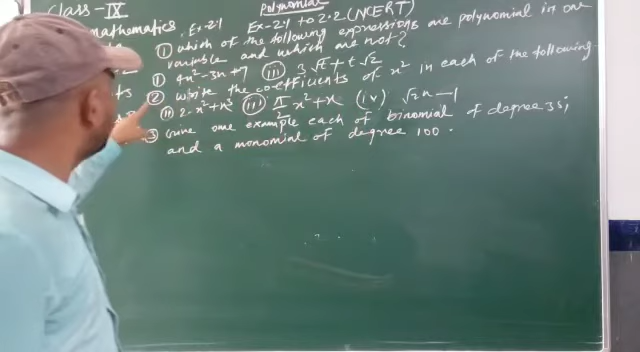 Class-IX Polynomial
mathematics, Ex-2.1 Ex-2.1 to 2.2 (NCERT)
① which of the following expressions are polynomial in one
variable and which are not?
① 4x²-3x+7 (iii) 3√t+t√2
② write the coefficients of x² in each of the following-
(ii) 2-x²+x³ (iii) π/2 x²+x (iv) √2x-1
③ Give one example each of binomial of degree 35;
and a monomial of degree 100.